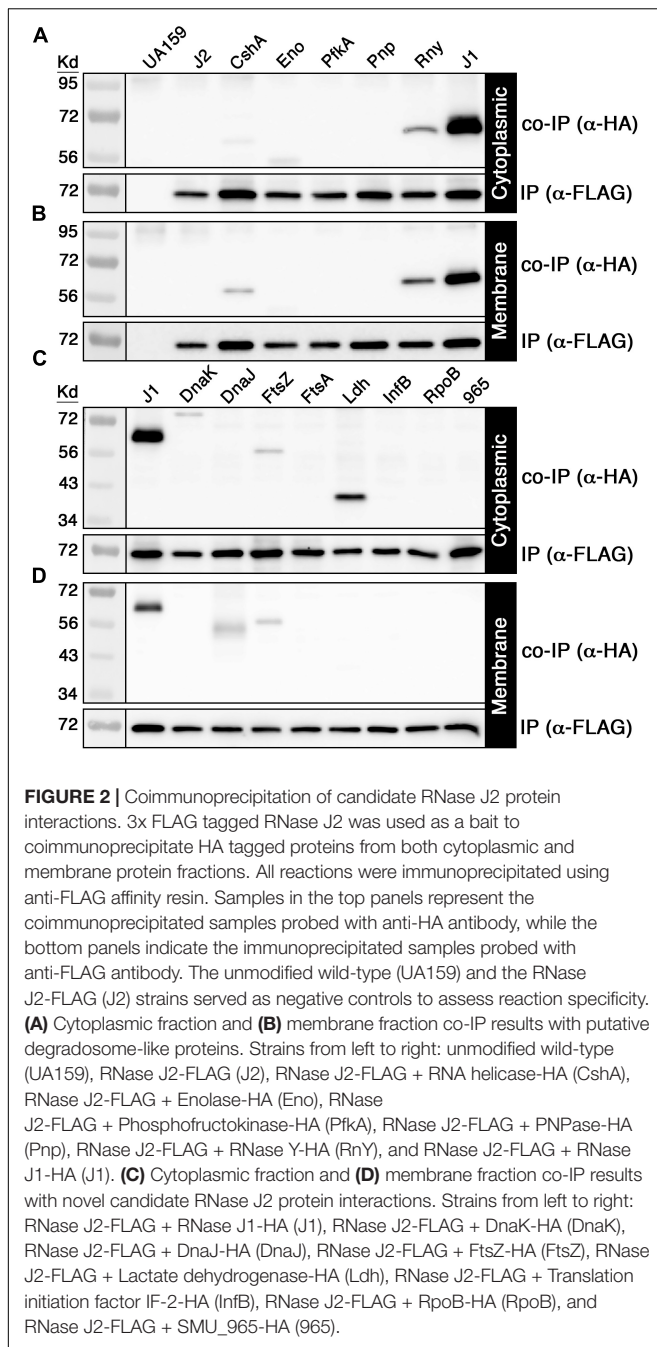 A
Kd
UA159 J2 CshA Eno PfkA Pnp Rny J1
95
72
56
co-IP (α-HA)
Cytoplasmic
72
IP (α-FLAG)
B
95
72
56
co-IP (α-HA)
Membrane
72
IP (α-FLAG)
C
Kd
J1 DnaK DnaJ FtsZ FtsA Ldh InfB RpoB 965
72
56
43
34
co-IP (α-HA)
Cytoplasmic
72
IP (α-FLAG)
D
72
56
43
34
co-IP (α-HA)
Membrane
72
IP (α-FLAG)
FIGURE 2 | Coimmunoprecipitation of candidate RNase J2 protein
interactions. 3x FLAG tagged RNase J2 was used as a bait to
coimmunoprecipitate HA tagged proteins from both cytoplasmic and
membrane protein fractions. All reactions were immunoprecipitated using
anti-FLAG affinity resin. Samples in the top panels represent the
coimmunoprecipitated samples probed with anti-HA antibody, while the
bottom panels indicate the immunoprecipitated samples probed with
anti-FLAG antibody. The unmodified wild-type (UA159) and the RNase
J2-FLAG (J2) strains served as negative controls to assess reaction specificity.
(A) Cytoplasmic fraction and (B) membrane fraction co-IP results with putative
degradosome-like proteins. Strains from left to right: unmodified wild-type
(UA159), RNase J2-FLAG (J2), RNase J2-FLAG + RNA helicase-HA (CshA),
RNase J2-FLAG + Enolase-HA (Eno), RNase
J2-FLAG + Phosphofructokinase-HA (PfkA), RNase J2-FLAG + PNPase-HA
(Pnp), RNase J2-FLAG + RNase Y-HA (RnY), and RNase J2-FLAG + RNase
J1-HA (J1). (C) Cytoplasmic fraction and (D) membrane fraction co-IP results
with novel candidate RNase J2 protein interactions. Strains from left to right:
RNase J2-FLAG + RNase J1-HA (J1), RNase J2-FLAG + DnaK-HA (DnaK),
RNase J2-FLAG + DnaJ-HA (DnaJ), RNase J2-FLAG + FtsZ-HA (FtsZ), RNase
J2-FLAG + Lactate dehydrogenase-HA (Ldh), RNase J2-FLAG + Translation
initiation factor IF-2-HA (InfB), RNase J2-FLAG + RpoB-HA (RpoB), and
RNase J2-FLAG + SMU_965-HA (965).